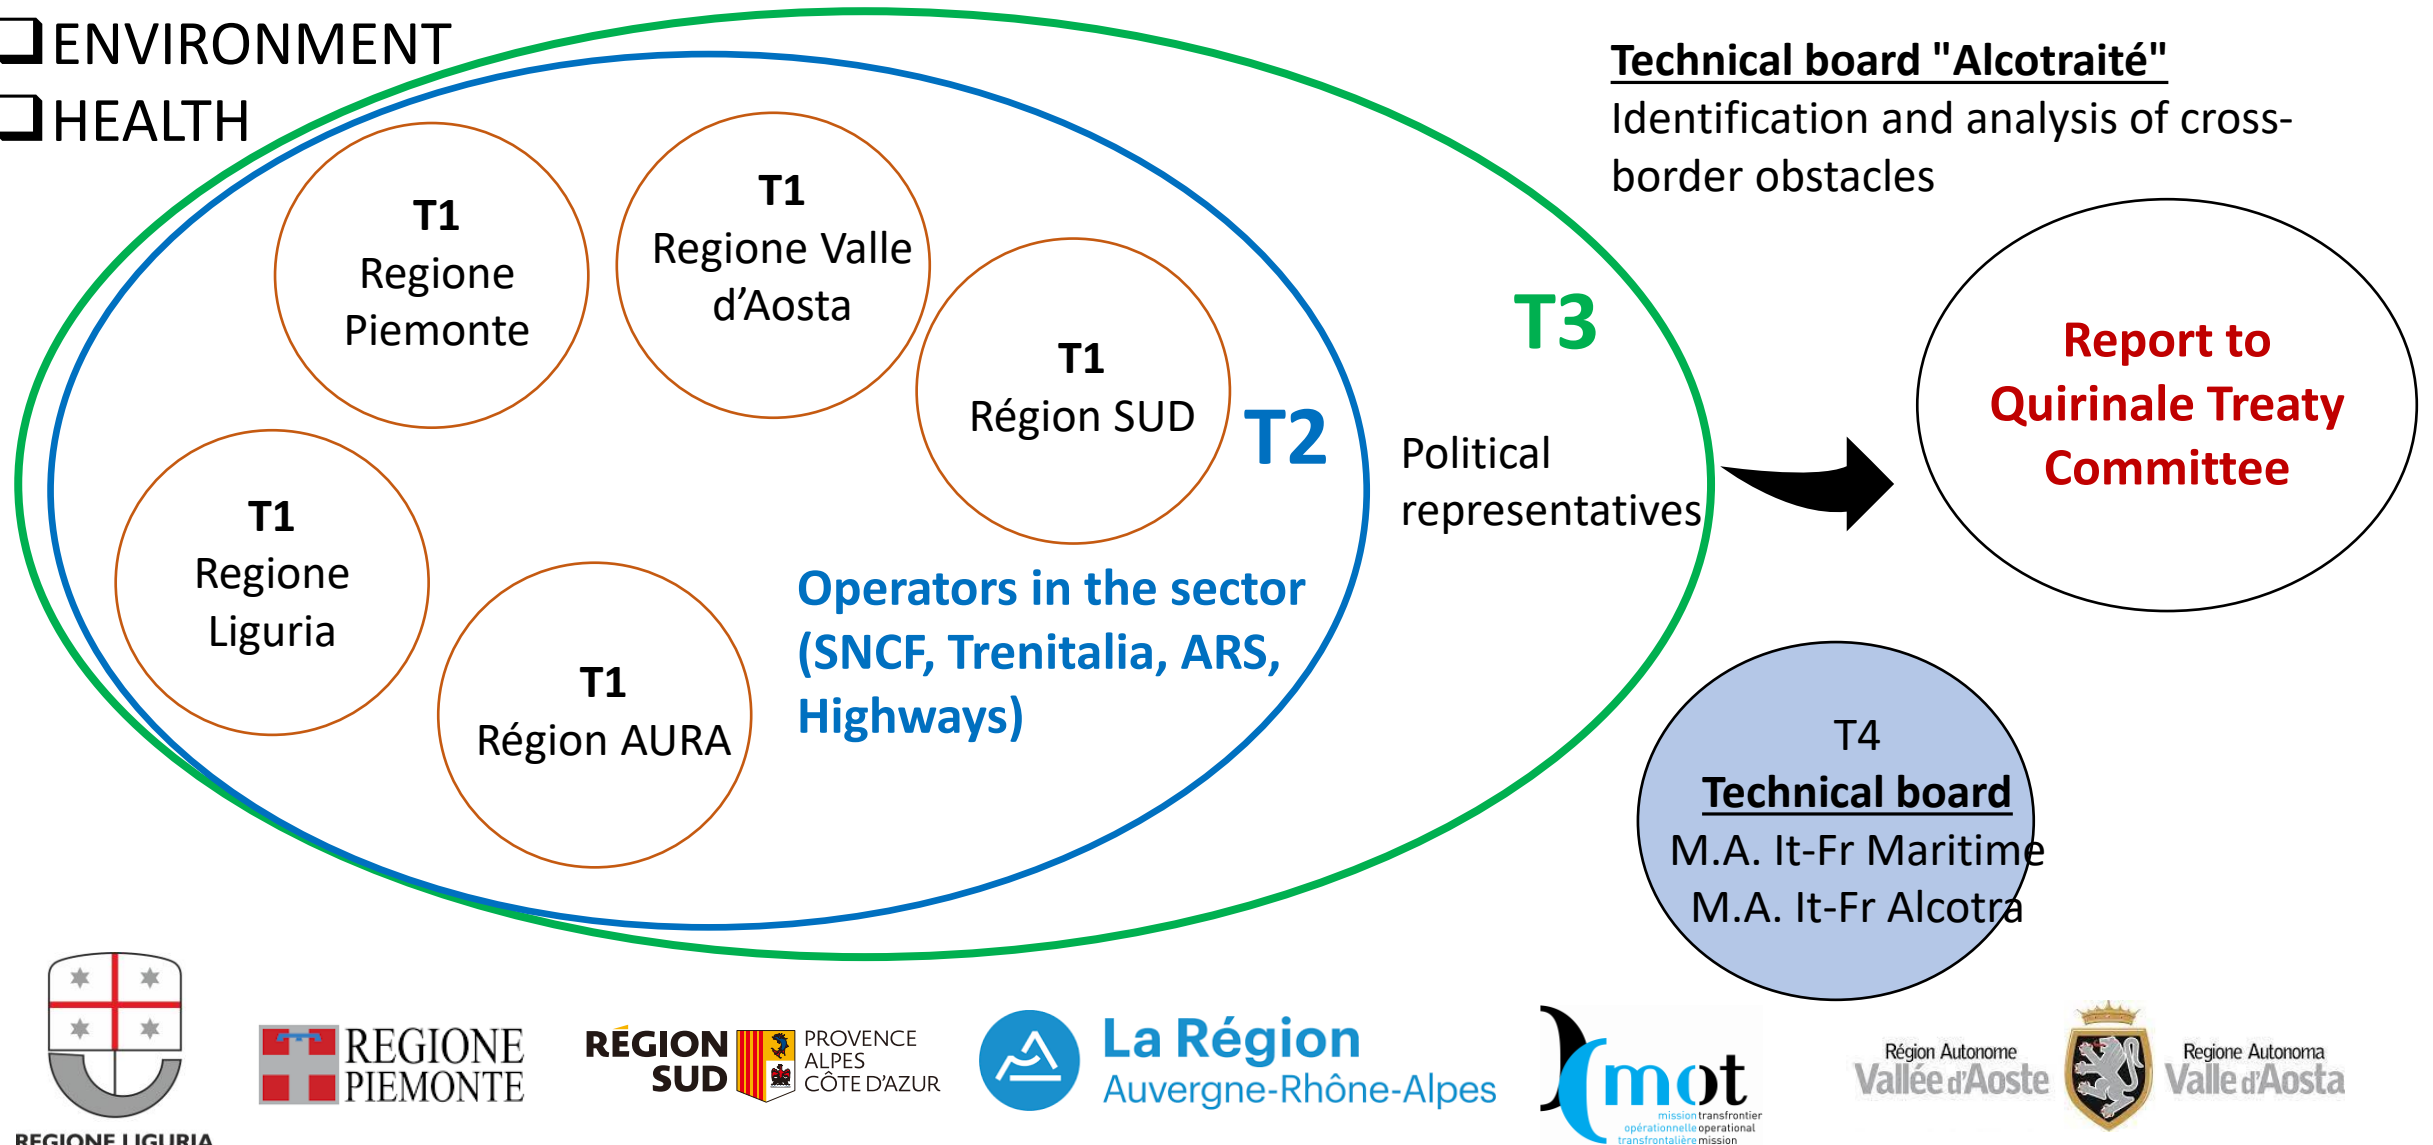 ENVIRONMENT
HEALTH
Technical board "Alcotraité"
Identification and analysis of cross-
border obstacles
T1
Regione
Piemonte
T1
Regione Valle
d’Aosta
T1
Région SUD
T2
T3
Political
representatives
Report to
Quirinale Treaty
Committee
T1
Regione
Liguria
T1
Région AURA
Operators in the sector
(SNCF, Trenitalia, ARS,
Highways)
T4
Technical board
M.A. It-Fr Maritime
M.A. It-Fr Alcotra
REGIONE LIGURIA
REGIONE
PIEMONTE
RÉGION
SUD
PROVENCE
ALPES
CÔTE D'AZUR
La Région
Auvergne-Rhône-Alpes
mot
mission transfrontier
opérationnelle operational
transfrontalière mission
Région Autonome
Vallée d'Aoste
Regione Autonoma
Valle d'Aosta